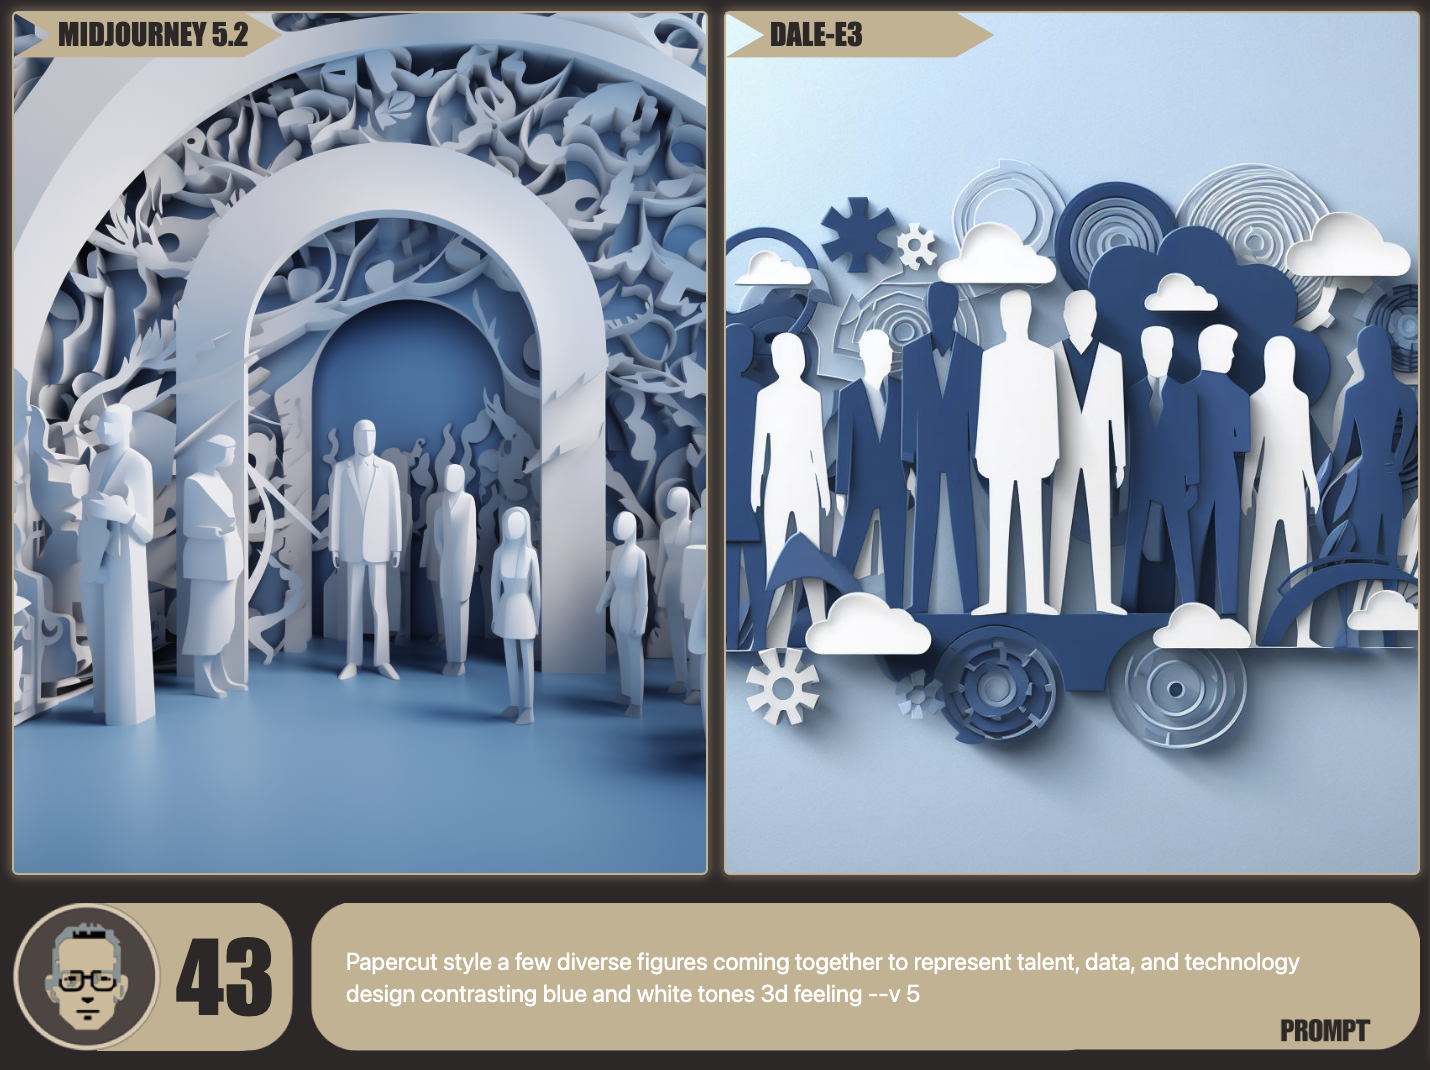 MIDJOURNEY 5.2
DALE-E3
43
Papercut style a few diverse figures coming together to represent talent, data, and technology
design contrasting blue and white tones 3d feeling --v 5
PROMPT